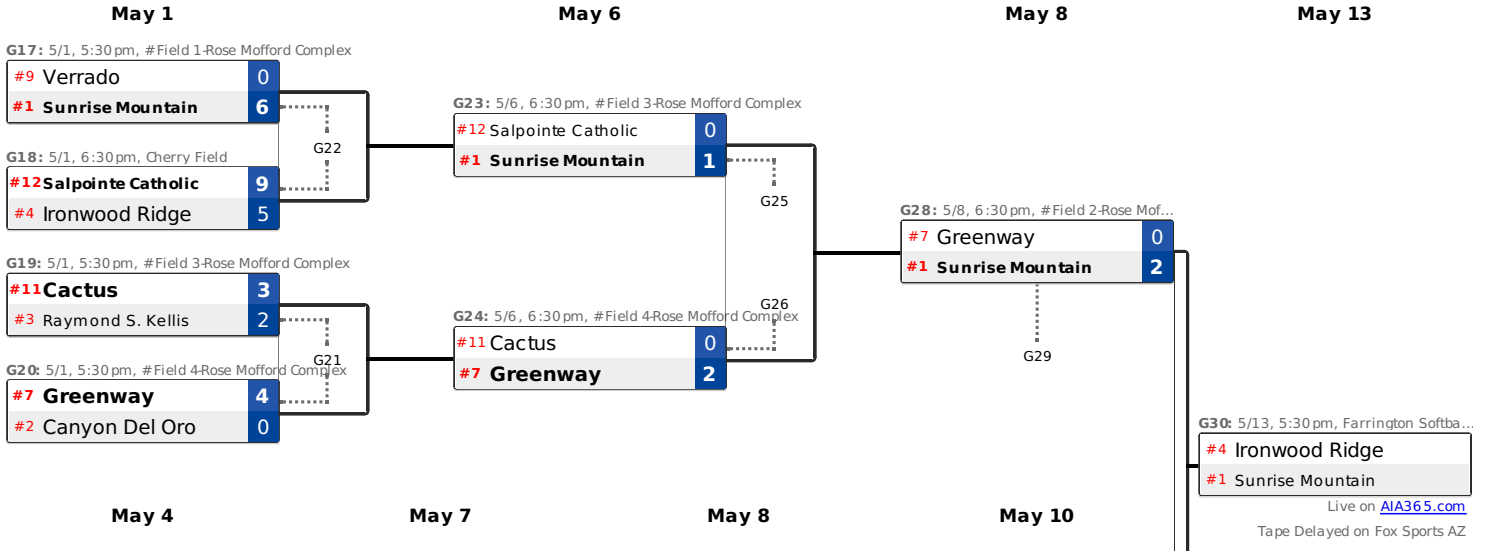 May 1
May 6
May 8
May 13
G17: 5/1, 5:30 pm, #Field 1-Rose Mofford Complex
#9 Verrado 0
#1 Sunrise Mountain 6
G22
G18: 5/1, 6:30 pm, Cherry Field
#12 Salpointe Catholic 9
#4 Ironwood Ridge 5
G23: 5/6, 6:30 pm, #Field 3-Rose Mofford Complex
#12 Salpointe Catholic 0
#1 Sunrise Mountain 1
G25
G28: 5/8, 6:30 pm, #Field 2-Rose Mof...
#7 Greenway 0
#1 Sunrise Mountain 2
G29
G19: 5/1, 5:30 pm, #Field 3-Rose Mofford Complex
#11 Cactus 3
#3 Raymond S. Kellis 2
G21
G20: 5/1, 5:30 pm, #Field 4-Rose Mofford Complex
#7 Greenway 4
#2 Canyon Del Oro 0
G26
G24: 5/6, 6:30 pm, #Field 4-Rose Mofford Complex
#11 Cactus 0
#7 Greenway 2
G30: 5/13, 5:30 pm, Farrington Softba...
#4 Ironwood Ridge
#1 Sunrise Mountain
Live on AIA365.com
Tape Delayed on Fox Sports AZ
May 4
May 7
May 8
May 10